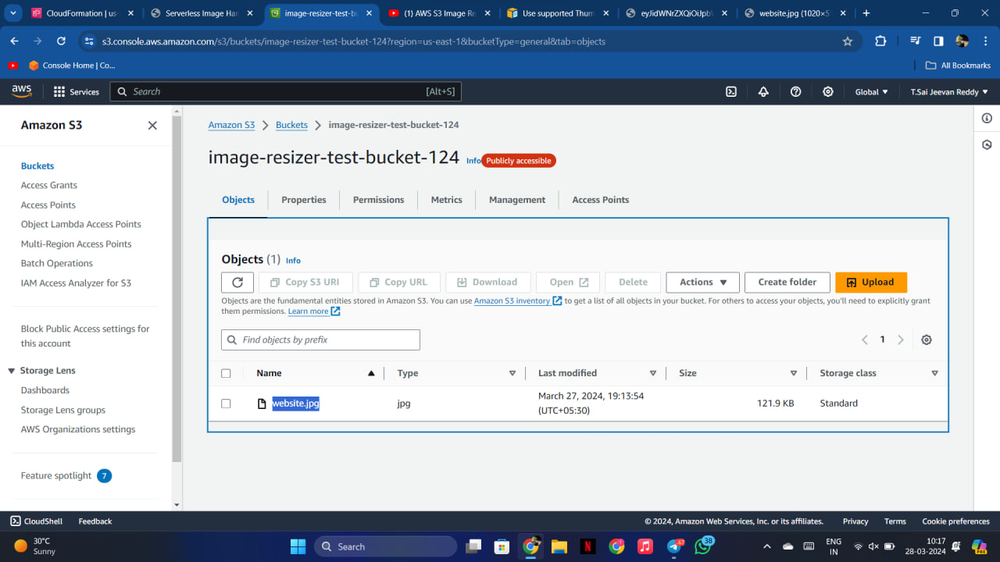 CloudFormation | us-
Serverless Image Han
image-resizer-test-bu
(1) AWS S3 Image Re
Use supported Thum
eyJidWNrZXQiOiJpbV
website.jpg (1020×5
s3.console.aws.amazon.com/s3/buckets/image-resizer-test-bucket-124?region=us-east-1&bucketType=general&tab=objects
Console Home | Co...
All Bookmarks
aws
Services
Search
[Alt+S]
Global
T.Sai Jeevan Reddy
Amazon S3
Buckets
Access Grants
Access Points
Object Lambda Access Points
Multi-Region Access Points
Batch Operations
IAM Access Analyzer for S3
Block Public Access settings for
this account
Storage Lens
Dashboards
Storage Lens groups
AWS Organizations settings
Feature spotlight 7
Amazon S3 > Buckets > image-resizer-test-bucket-124
image-resizer-test-bucket-124 Info Publicly accessible
Objects
Properties
Permissions
Metrics
Management
Access Points
Objects (1) Info
Copy S3 URI
Copy URL
Download
Open
Delete
Actions
Create folder
Upload
Objects are the fundamental entities stored in Amazon S3. You can use Amazon S3 inventory to get a list of all objects in your bucket. For others to access your objects, you'll need to explicitly grant
them permissions. Learn more
Find objects by prefix
1
Name
Type
Last modified
Size
Storage class
website.jpg
jpg
March 27, 2024, 19:13:54
(UTC+05:30)
121.9 KB
Standard
CloudShell
Feedback
© 2024, Amazon Web Services, Inc. or its affiliates.
Privacy
Terms
Cookie preferences
30°C
Sunny
Search
N
67
38
ENG
IN
10:17
28-03-2024
PRE